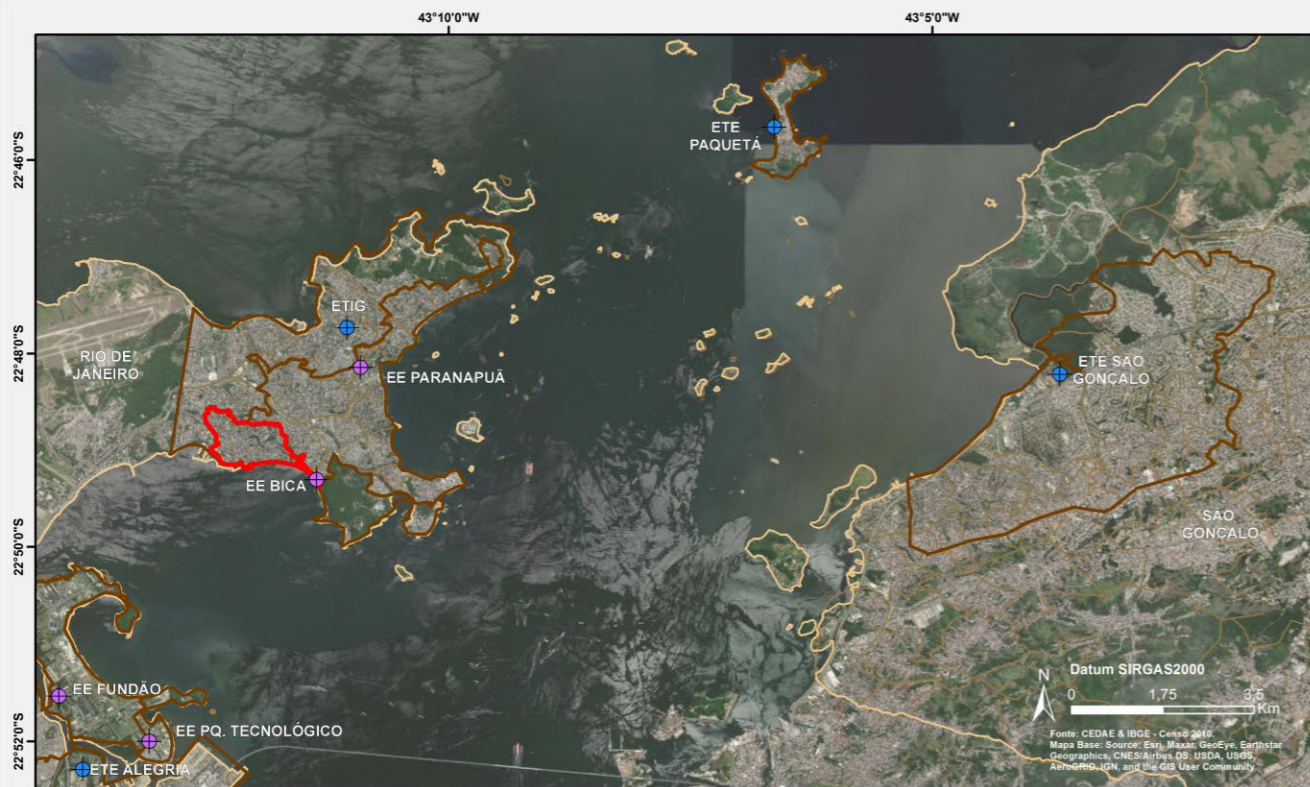 43°10'0"W
43°5'0"W
22°46'0"S
22°48'0"S
22°50'0"S
22°52'0"S
ETE
PAQUETÁ
ETIG
RIO DE
JANEIRO
EE PARANAPUÃ
ETE SAO
GONÇALO
EE BICA
SAO
GONÇALO
EE FUNDÃO
EE PQ. TECNOLÓGICO
ETE ALEGRIA
Datum SIRGAS2000
N
0 1,75 3,5
Km
Fonte: CEDAE & IBGE - Censo 2010.
Mapa Base: Source: Esri, Maxar, GeoEye, Earthstar
Geographics, CNES/Airbus DS, USDA, USGS,
AeroGRID, IGN, and the GIS User Community